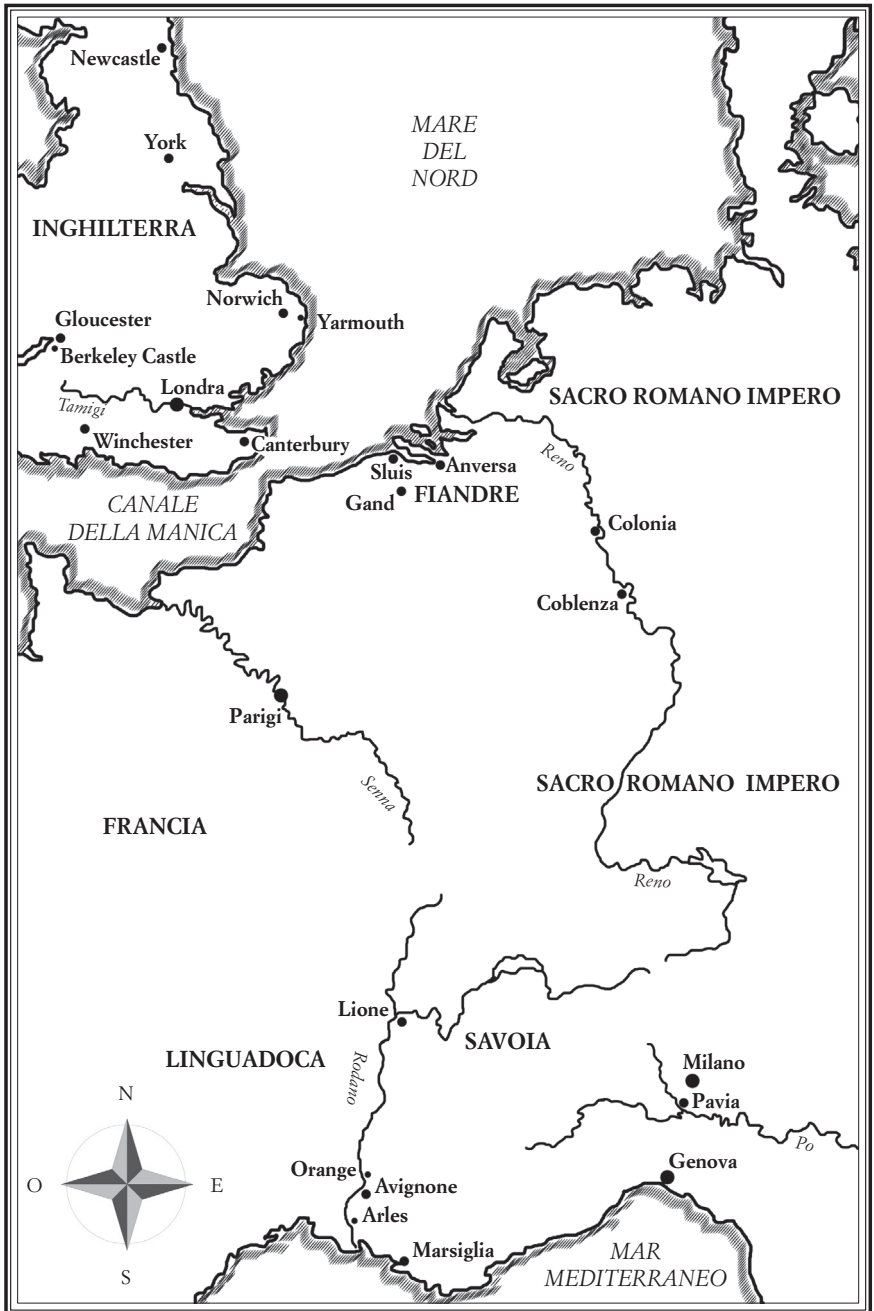 Newcastle
York
MARE
DEL
NORD
INGHILTERRA
Norwich
Yarmouth
Gloucester
Berkeley Castle
Londra
Tamigi
Winchester
Canterbury
SACRO ROMANO IMPERO
Reno
Sluis
Anversa
Gand
FIANDRE
CANALE
DELLA MANICA
Colonia
Coblenza
Parigi
Senna
SACRO ROMANO IMPERO
FRANCIA
Reno
Lione
SAVOIA
LINGUADOCA
Rodano
Milano
Pavia
Po
N
O
E
S
Orange
Avignone
Arles
Genova
Marsiglia
MAR
MEDITERRANEO